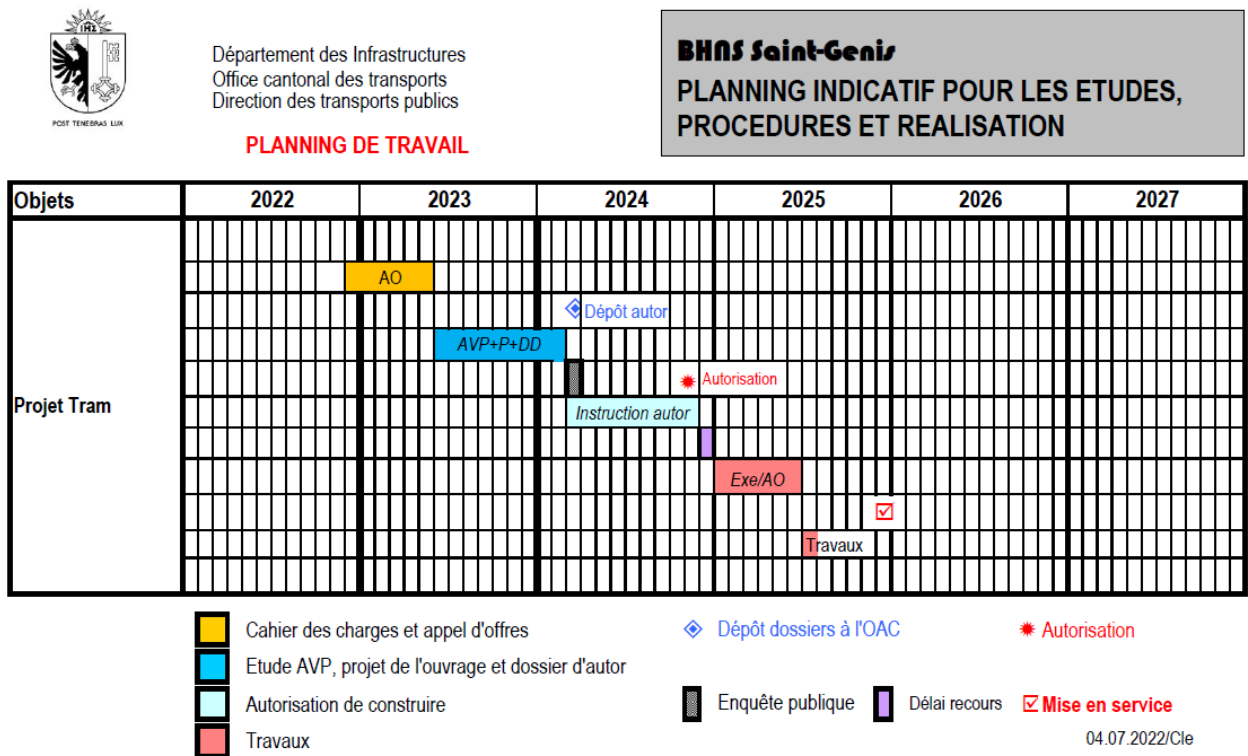 IHS
POST TENEBRAS LUX
Département des Infrastructures
Office cantonal des transports
Direction des transports publics
PLANNING DE TRAVAIL
BHNS Saint-Genis
PLANNING INDICATIF POUR LES ETUDES,
PROCEDURES ET REALISATION
Objets 2022 2023 2024 2025 2026 2027
AO
Dépôt autor
AVP+P+DD
Autorisation
Projet Tram
Instruction autor
Exe/AO
Travaux
Cahier des charges et appel d'offres
Dépôt dossiers à l'OAC
Autorisation
Etude AVP, projet de l'ouvrage et dossier d'autor
Autorisation de construire
Enquête publique
Délai recours
Mise en service
Travaux
04.07.2022/Cle